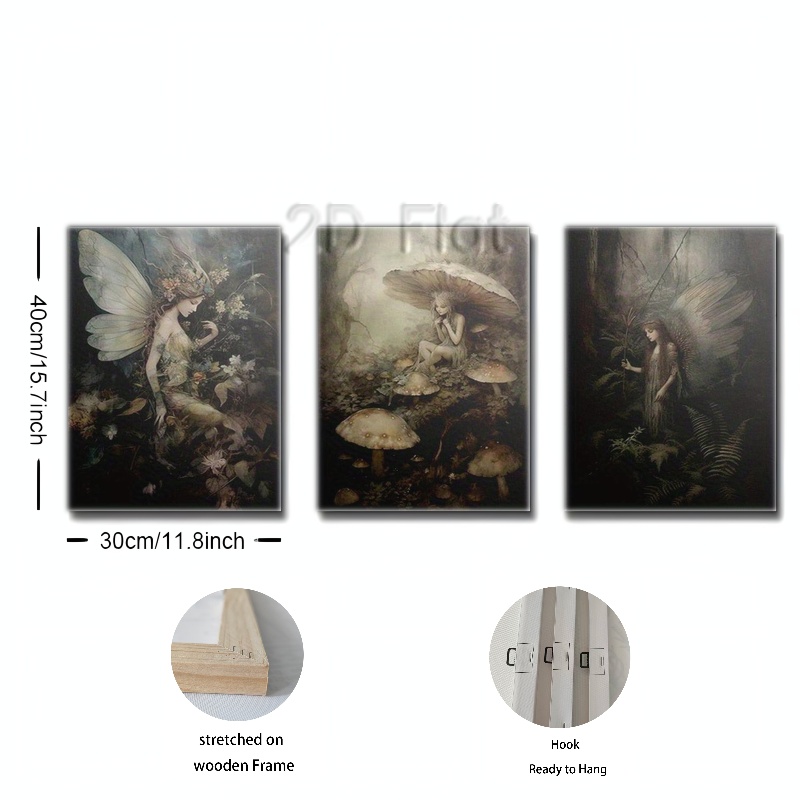 2D Flat
40cm/15.7inch
30cm/11.8inch
stretched on
wooden Frame
Hook
Ready to Hang